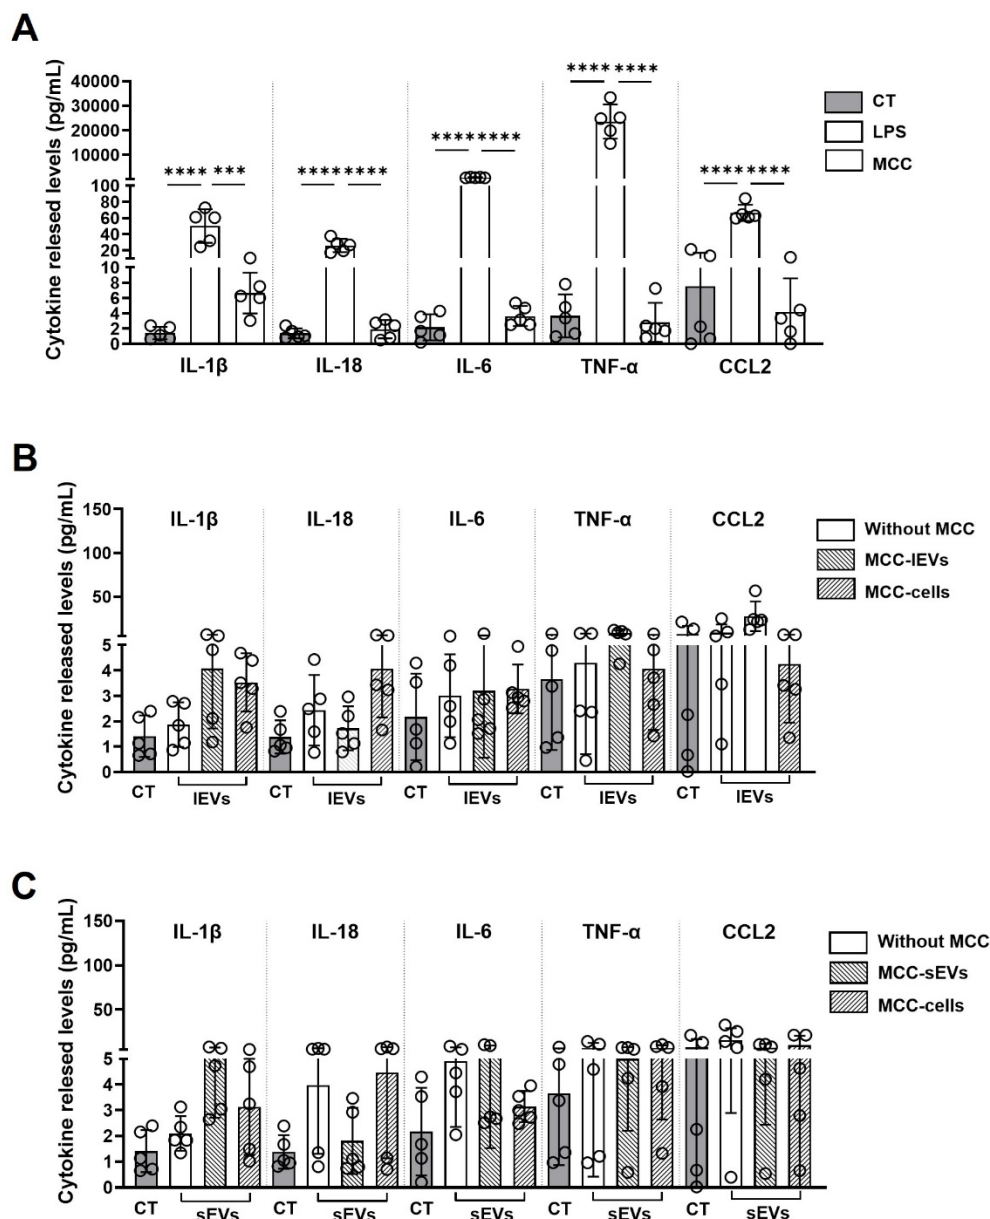 A
Cytokine relesed levels (pg/mL)
40000
30000
20000
10000
100
80
60
40
20
10
8
6
4
2
0
**** ***
**** ****
**** ****
**** ****
**** ****
IL-1β IL-18 IL-6 TNF-α CCL2
CT
LPS
MCC
B
Cytokine released levels (pg/mL)
150
100
50
5
4
3
2
1
0
IL-1β IL-18 IL-6 TNF-α CCL2
CT lEVs CT lEVs CT lEVs CT lEVs CT lEVs
Without MCC
MCC-lEVs
MCC-cells
C
Cytokine released levels (pg/mL)
150
100
50
5
4
3
2
1
0
IL-1β IL-18 IL-6 TNF-α CCL2
CT sEVs CT sEVs CT sEVs CT sEVs CT sEVs
Without MCC
MCC-sEVs
MCC-cells